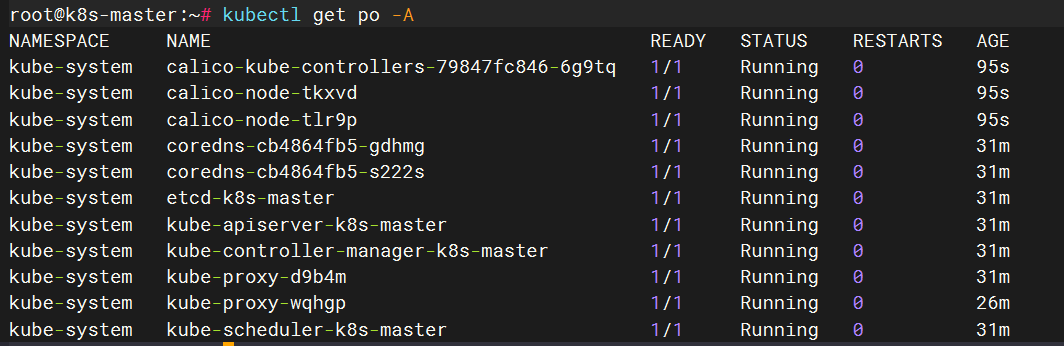 root@k8s-master:~# kubectl get po -A
NAMESPACE NAME READY STATUS RESTARTS AGE
kube-system calico-kube-controllers-79847fc846-6g9tq 1/1 Running 0 95s
kube-system calico-node-tkxvd 1/1 Running 0 95s
kube-system calico-node-tlr9p 1/1 Running 0 95s
kube-system coredns-cb4864fb5-gdhmg 1/1 Running 0 31m
kube-system coredns-cb4864fb5-s222s 1/1 Running 0 31m
kube-system etcd-k8s-master 1/1 Running 0 31m
kube-system kube-apiserver-k8s-master 1/1 Running 0 31m
kube-system kube-controller-manager-k8s-master 1/1 Running 0 31m
kube-system kube-proxy-d9b4m 1/1 Running 0 31m
kube-system kube-proxy-wqhgp 1/1 Running 0 26m
kube-system kube-scheduler-k8s-master 1/1 Running 0 31m